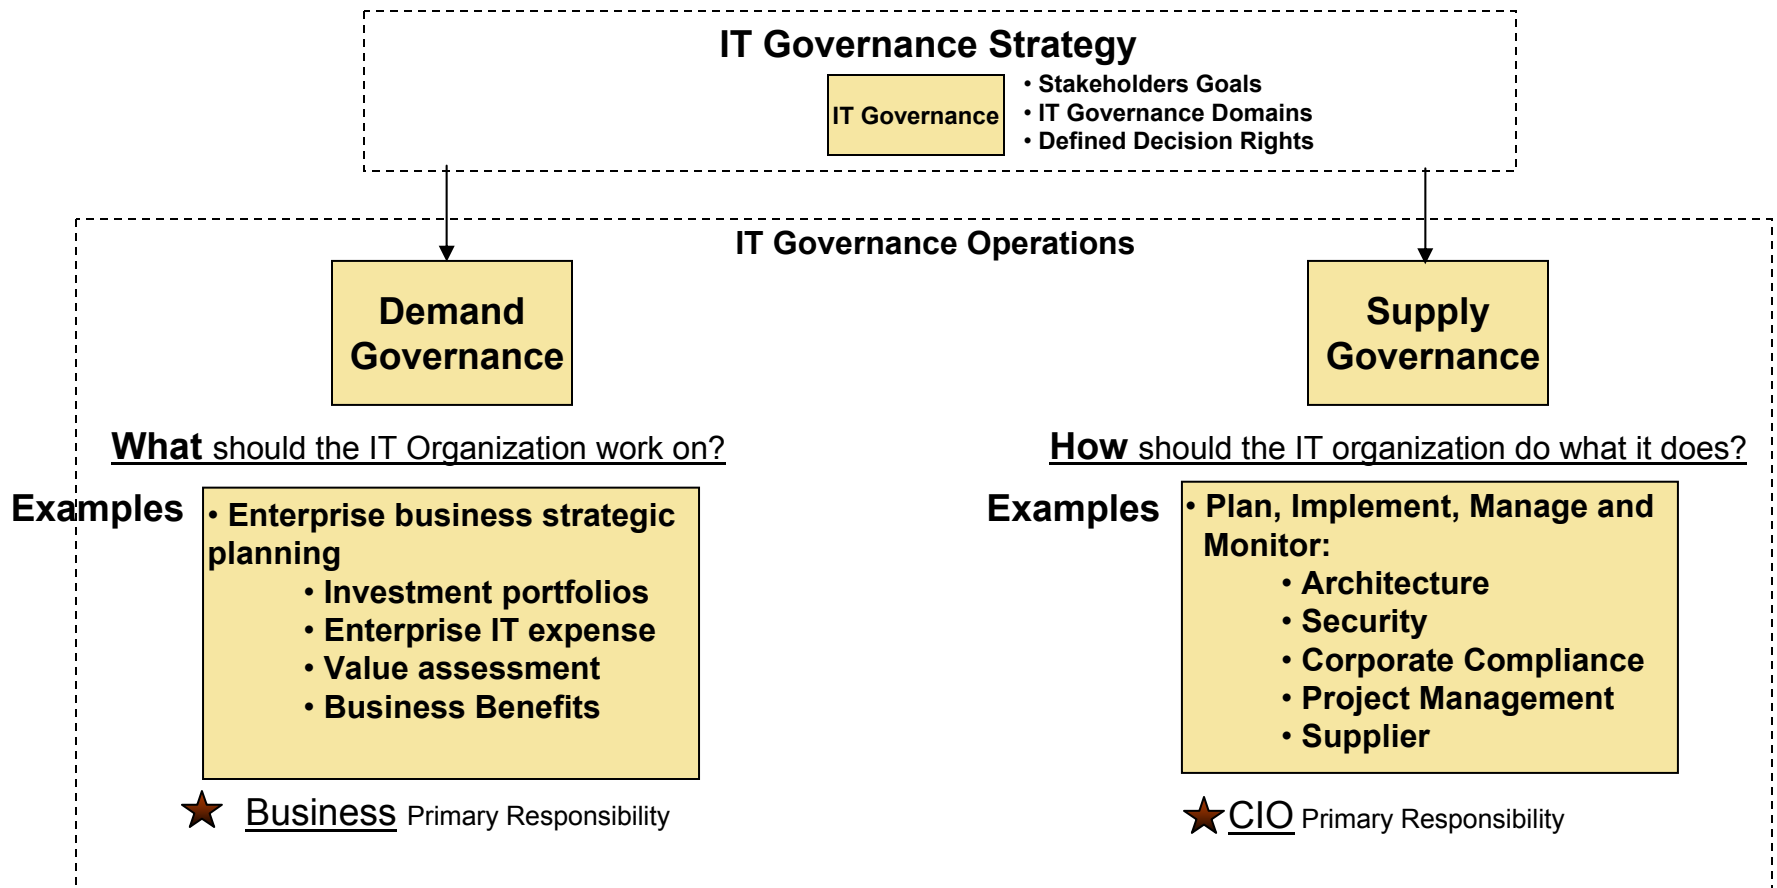 IT Governance Strategy
IT Governance
• Stakeholders Goals
• IT Governance Domains
• Defined Decision Rights
IT Governance Operations
Demand
Governance
What should the IT Organization work on?
Examples
• Enterprise business strategic
planning
• Investment portfolios
• Enterprise IT expense
• Value assessment
• Business Benefits
Business Primary Responsibility
Supply
Governance
How should the IT organization do what it does?
Examples
• Plan, Implement, Manage and
Monitor:
• Architecture
• Security
• Corporate Compliance
• Project Management
• Supplier
CIO Primary Responsibility